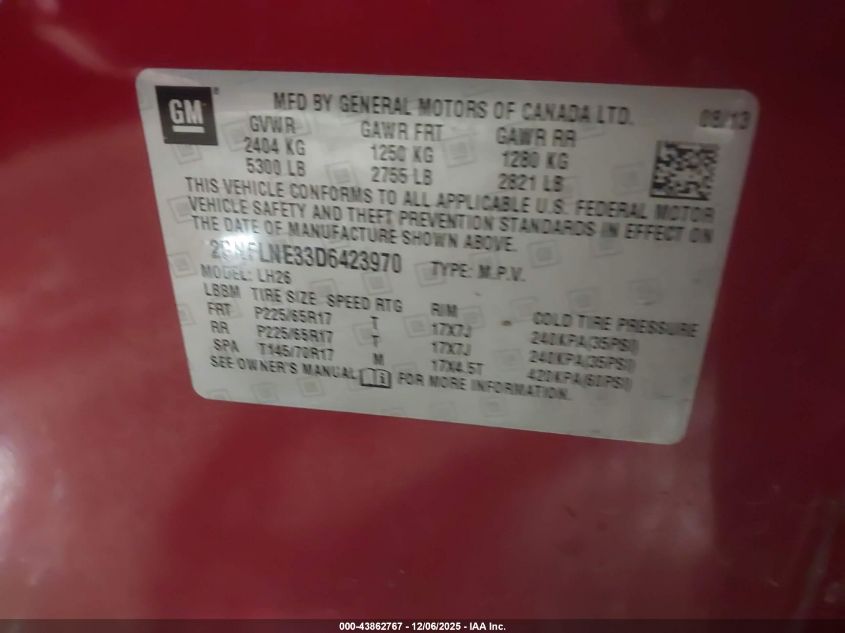 GM
MFD BY GENERAL MOTORS OF CANADA LTD.
GVWR GAWR FRT GAWR RR
2404 KG 1250 KG 1280 KG
5300 LB 2755 LB 2821 LB
THIS VEHICLE CONFORMS TO ALL APPLICABLE U.S. FEDERAL MOTOR
VEHICLE SAFETY AND THEFT PREVENTION STANDARDS IN EFFECT ON
THE DATE OF MANUFACTURE SHOWN ABOVE.
TYPE: M.P.V.
MODEL: LH26
LBBM TIRE SIZE SPEED RTG RIM COLD TIRE PRESSURE
FRT P225/65R17 T 17X7J 240KPA(35PSI)
RR P225/65R17 T 17X7J 240KPA(35PSI)
SPA T145/70R17 M 17X4.5T 420KPA(60PSI)
SEE OWNER'S MANUAL FOR MORE INFORMATION.
000-43862767 - 12/06/2025 - IAA Inc.